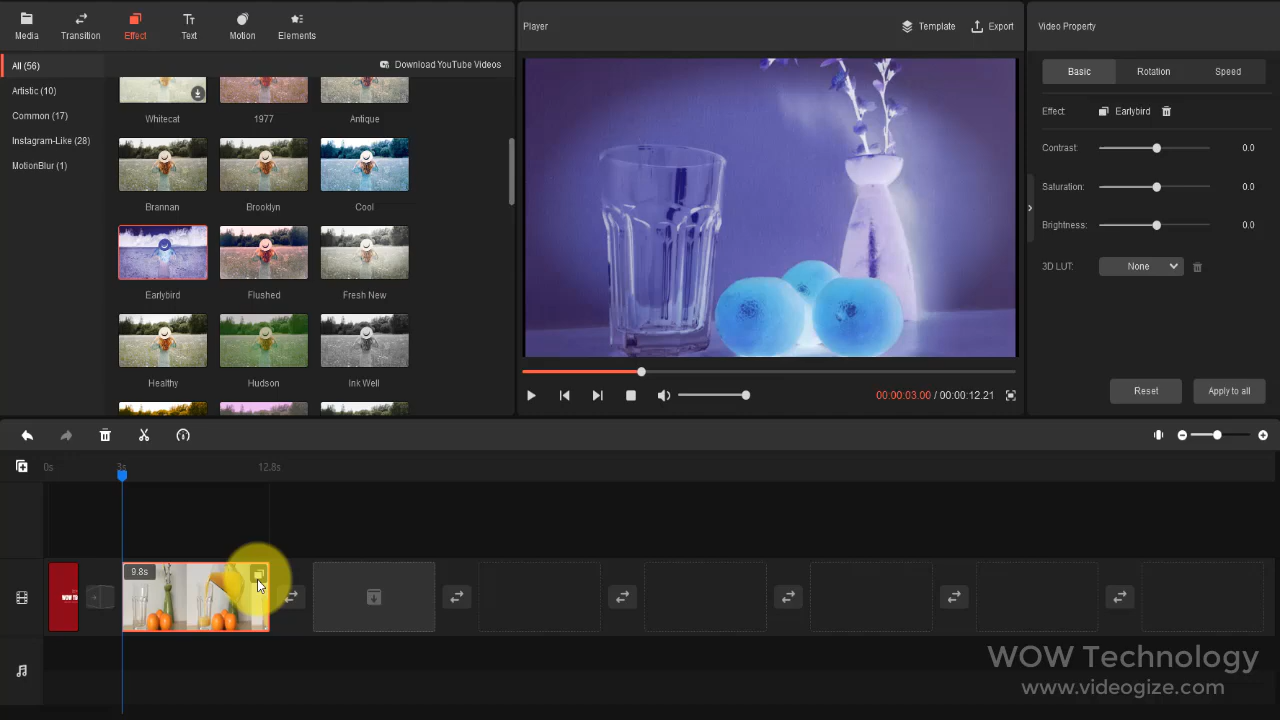 Media
Transition
Effect
Text
Motion
Elements
Player
Template
Export
Video Property
All (56)
Artistic (10)
Common (17)
Instagram-Like (28)
MotionBlur (1)
Download YouTube Videos
Whitecat
1977
Antique
Brannan
Brooklyn
Cool
Earlybird
Flushed
Fresh New
Healthy
Hudson
Ink Well
Basic
Rotation
Speed
Effect:
Earlybird
Contrast:
0.0
Saturation:
0.0
Brightness:
0.0
3D LUT:
None
Reset
Apply to all
00:00:03.00 / 00:00:12.21
0s
3s
12.8s
9.8s
WOW Technology
www.videogize.com